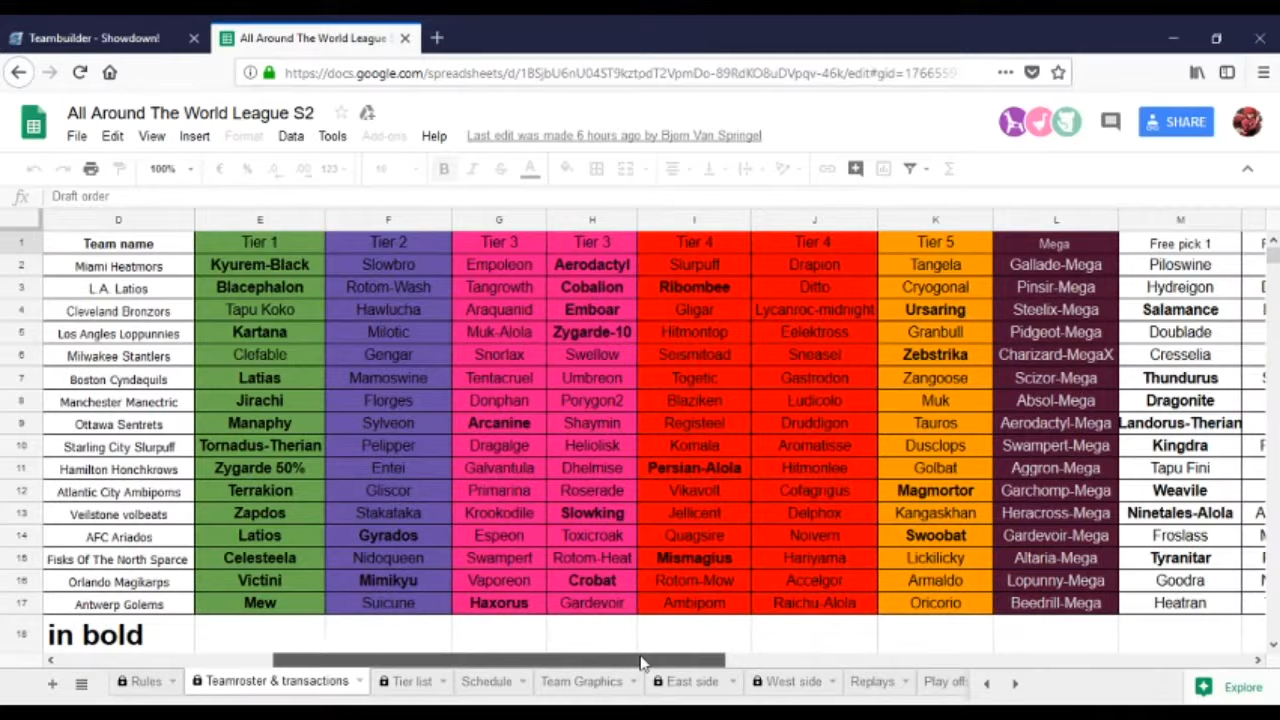 Teambuilder - Showdown!
All Around The World League
https://docs.google.com/spreadsheets/d/
All Around The World League S2
File Edit View Insert Format Data Tools Add-ons Help Last edit was made 6 hours ago by Bjorn Van Springel
SHARE
100% € % .0 .00 123 10 B I S A
fx Draft order
D E F G H I J K L M
1 Team name Tier 1 Tier 2 Tier 3 Tier 3 Tier 4 Tier 4 Tier 5 Mega Free pick 1
2 Miami Heatmors Kyurem-Black Slowbro Empoleon Aerodactyl Slurpuff Drapion Tangela Gallade-Mega Piloswine
3 L.A. Latios Blacephalon Rotom-Wash Tangrowth Cobalion Ribombee Ditto Cryogonal Pinsir-Mega Hydreigon
4 Cleveland Bronzors Tapu Koko Hawlucha Araquanid Emboar Gligar Lycanroc-midnight Ursaring Steelix-Mega Salamance
5 Los Angeles Loppunnies Kartana Milotic Muk-Alola Zygarde-10 Hitmontop Eelektross Granbull Pidgeot-Mega Doublade
6 Milwakee Stantlers Clefable Gengar Snorlax Swellow Seismitoad Sneasel Zebstrika Charizard-MegaX Cresselia
7 Boston Cyndaquils Latias Mamoswine Tentacruel Umbreon Togetic Gastrodon Zangoose Scizor-Mega Thundurus
8 Manchester Manectric Jirachi Florges Donphan Porygon2 Blaziken Ludicolo Muk Absol-Mega Dragonite
9 Ottawa Sentrets Manaphy Sylveon Arcanine Shaymin Registeel Druddigon Tauros Aerodactyl-Mega Landorus-Therian
10 Starling City Slurpuff Tornadus-Therian Pelipper Dragalge Heliolisk Komala Aromatisse Dusclops Swampert-Mega Kingdra
11 Hamilton Honchkrows Zygarde 50% Entei Galvantula Dhelmise Persian-Alola Hitmonlee Golbat Aggron-Mega Tapu Fini
12 Atlantic City Ambipoms Terrakion Gliscor Primarina Roserade Vikavolt Cofagrigus Magmortor Garchomp-Mega Weavile
13 Veilstone volbeats Zapdos Stakataka Krookodile Slowking Jellicent Delphox Kangaskhan Heracross-Mega Ninetales-Alola
14 AFC Ariados Latios Gyrados Espeon Toxicroak Quagsire Noivern Swoobat Gardevoir-Mega Froslass
15 Fisks Of The North Sparce Celesteela Nidoqueen Swampert Rotom-Heat Mismagius Hariyama Lickilicky Altaria-Mega Tyranitar
16 Orlando Magikarps Victini Mimikyu Vaporeon Crobat Rotom-Mow Accelgor Armaldo Lopunny-Mega Goodra
17 Antwerp Golems Mew Suicune Haxorus Gardevoir Ambipom Raichu-Alola Oricorio Beedrill-Mega Heatran
18 in bold
Rules Teamroster & transactions Tier list Schedule Team Graphics East side West side Replays Play off
Explore